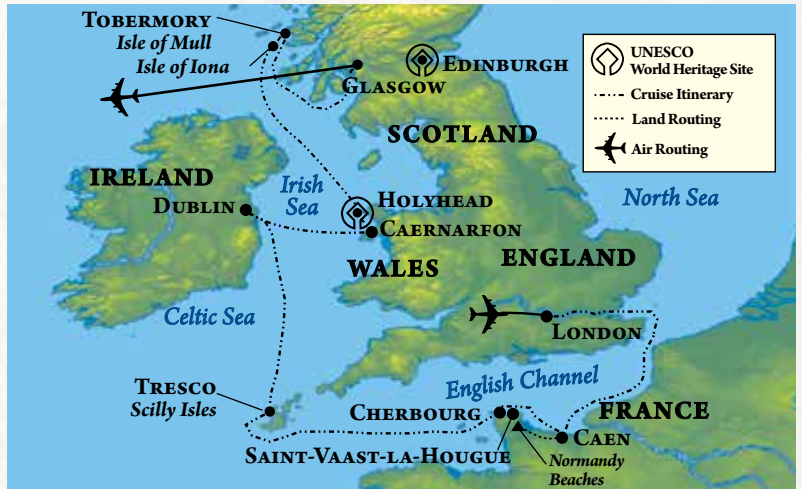 TOBERMORY
Isle of Mull
Isle of Iona
GLASGOW
EDINBURGH
UNESCO
World Heritage Site
Cruise Itinerary
Land Routing
Air Routing
SCOTLAND
IRELAND
DUBLIN
Irish
Sea
HOLYHEAD
CAERNARFON
North Sea
WALES
ENGLAND
Celtic Sea
LONDON
TRESCO
Scilly Isles
English Channel
CHERBOURG
FRANCE
CAEN
SAINT-VAAST-LA-HOUGUE
Normandy
Beaches